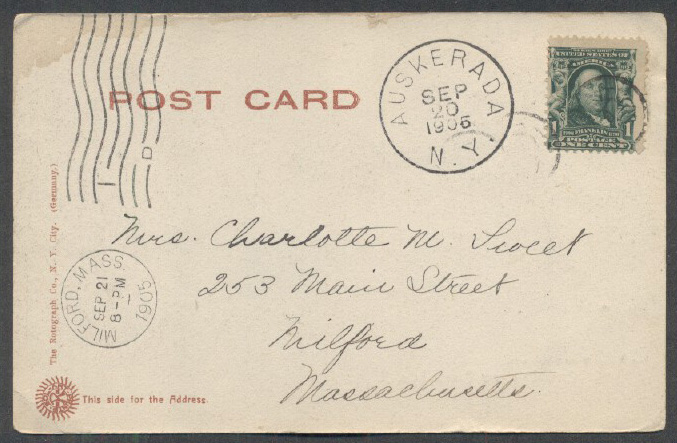 POST CARD
AUSKERADA
SEP
20
1905
N.Y.
SERIES 1902
UNITED STATES OF AMERICA
1 FRANKLIN 1
POSTAGE
ONE CENT
D
Mrs. Charlotte M. Sweet
253 Main Street
Milford
Massachusetts.
MILFORD, MASS.
SEP 21
8-PM
1905
The Rotograph Co., N. Y. City. (Germany.)
This side for the Address.